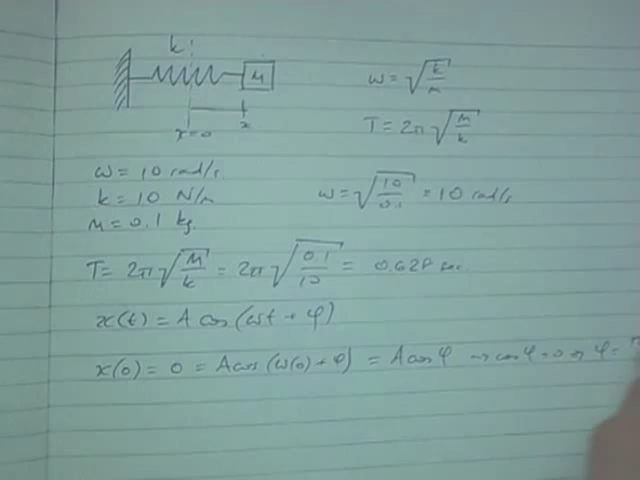 k
M
x=0
x
ω = √(k/m)
T = 2π √(M/k)
ω = 10 rad/s
k = 10 N/m
M = 0.1 kg
ω = √(10/0.1) = 10 rad/s
T = 2π √(M/k) = 2π √(0.1/10) = 0.628 sec
x(t) = A cos(ωt + φ)
x(0) = 0 = A cos(ω(0) + φ) = A cos φ → cos φ = 0 → φ =